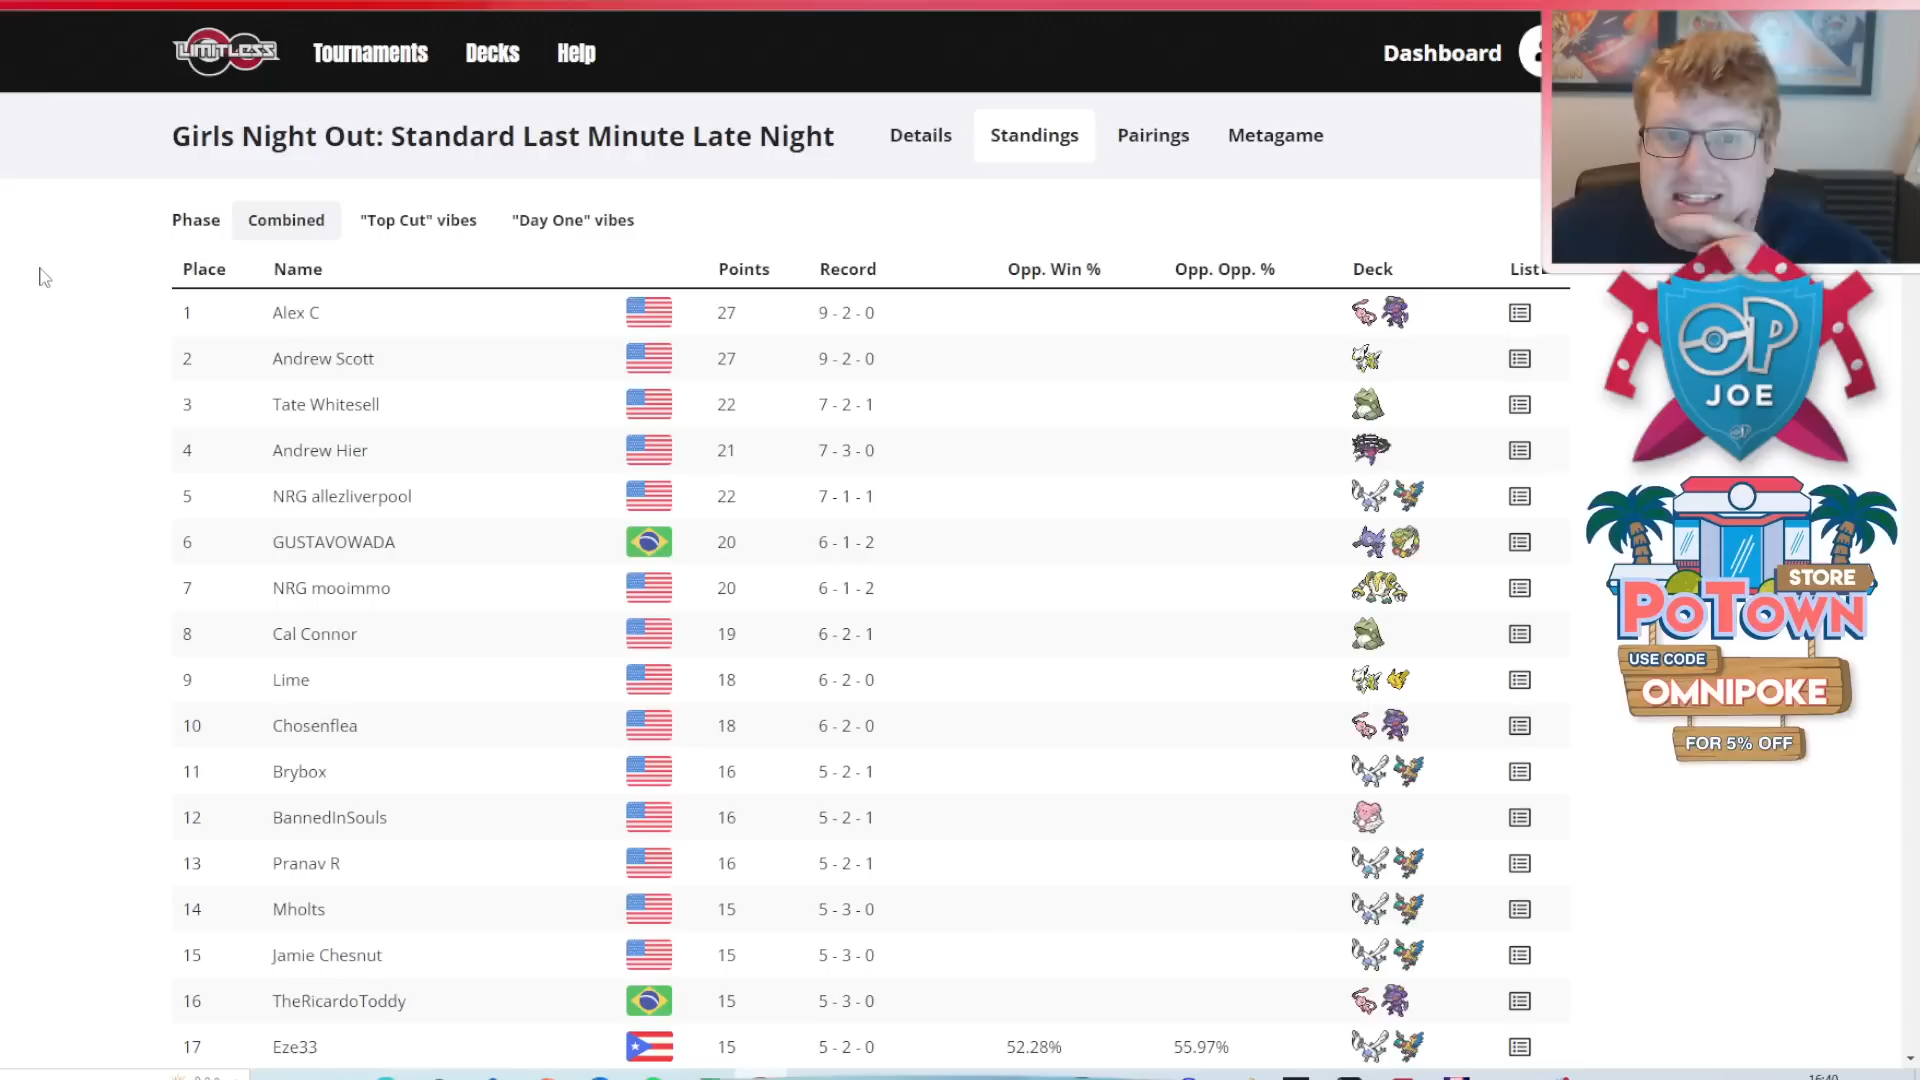 LIMITLESS Tournaments Decks Help Dashboard
Girls Night Out: Standard Last Minute Late Night Details Standings Pairings Metagame
Phase Combined "Top Cut" vibes "Day One" vibes
Place Name Points Record Opp. Win % Opp. Opp. % Deck List
1 Alex C 27 9 - 2 - 0
2 Andrew Scott 27 9 - 2 - 0
3 Tate Whitesell 22 7 - 2 - 1
4 Andrew Hier 21 7 - 3 - 0
5 NRG allezliverpool 22 7 - 1 - 1
6 GUSTAVOWADA 20 6 - 1 - 2
7 NRG mooimmo 20 6 - 1 - 2
8 Cal Connor 19 6 - 2 - 1
9 Lime 18 6 - 2 - 0
10 Chosenflea 18 6 - 2 - 0
11 Brybox 16 5 - 2 - 1
12 BannedInSouls 16 5 - 2 - 1
13 Pranav R 16 5 - 2 - 1
14 Mholts 15 5 - 3 - 0
15 Jamie Chesnut 15 5 - 3 - 0
16 TheRicardoToddy 15 5 - 3 - 0
17 Eze33 15 5 - 2 - 0 52.28% 55.97%
OP
JOE
STORE
POTOWN
USE CODE
OMNIPOKE
FOR 5% OFF